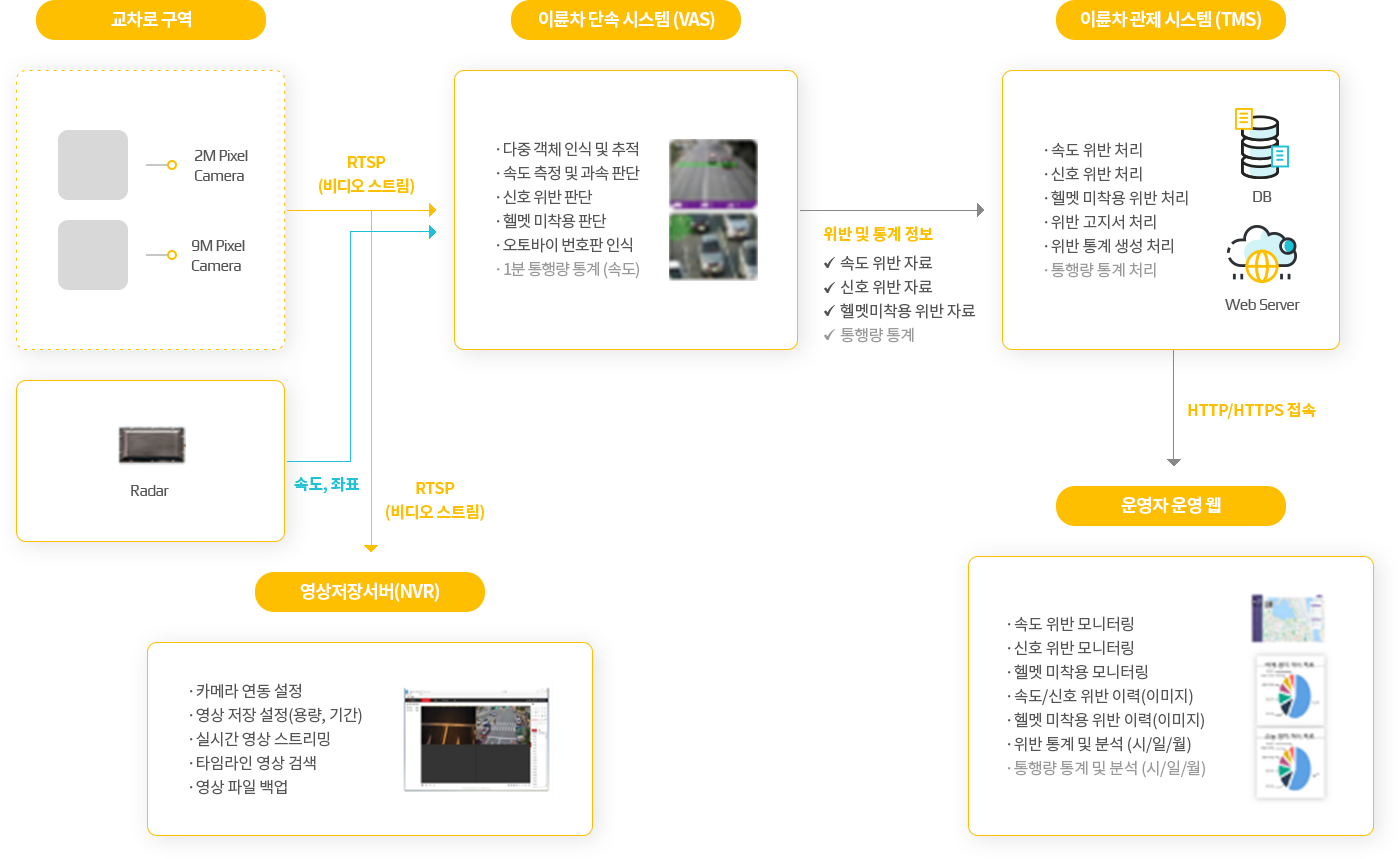 교차로 구역
2M Pixel
Camera
9M Pixel
Camera
Radar
RTSP
(비디오 스트림)
속도, 좌표
RTSP
(비디오 스트림)
이륜차 단속 시스템 (VAS)
· 다중 객체 인식 및 추적
· 속도 측정 및 과속 판단
· 신호 위반 판단
· 헬멧 미착용 판단
· 오토바이 번호판 인식
· 1분 통행량 통계 (속도)
위반 및 통계 정보
✓ 속도 위반 자료
✓ 신호 위반 자료
✓ 헬멧미착용 위반 자료
✓ 통행량 통계
이륜차 관제 시스템 (TMS)
· 속도 위반 처리
· 신호 위반 처리
· 헬멧 미착용 위반 처리
· 위반 고지서 처리
· 위반 통계 생성 처리
· 통행량 통계 처리
DB
Web Server
HTTP/HTTPS 접속
영상저장서버(NVR)
· 카메라 연동 설정
· 영상 저장 설정(용량, 기간)
· 실시간 영상 스트리밍
· 타임라인 영상 검색
· 영상 파일 백업
운영자 운영 웹
· 속도 위반 모니터링
· 신호 위반 모니터링
· 헬멧 미착용 모니터링
· 속도/신호 위반 이력(이미지)
· 헬멧 미착용 위반 이력(이미지)
· 위반 통계 및 분석 (시/일/월)
· 통행량 통계 및 분석 (시/일/월)